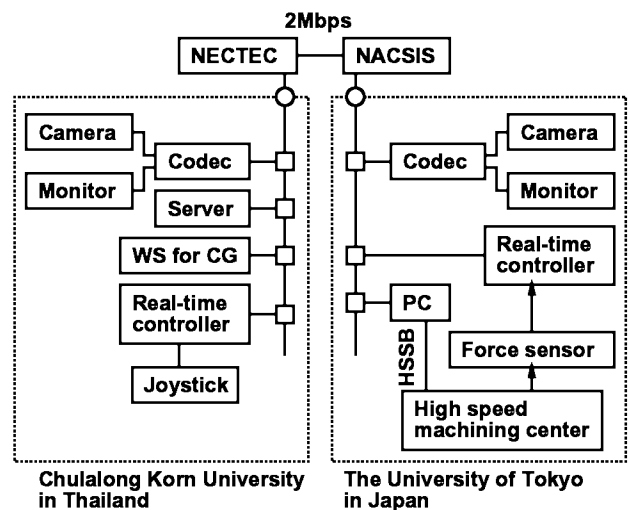 2Mbps
NECTEC
NACSIS
Camera
Codec
Monitor
Server
WS for CG
Real-time
controller
Joystick
Chulalong Korn University
in Thailand
Codec
Camera
Monitor
Real-time
controller
PC
HSSB
Force sensor
High speed
machining center
The University of Tokyo
in Japan